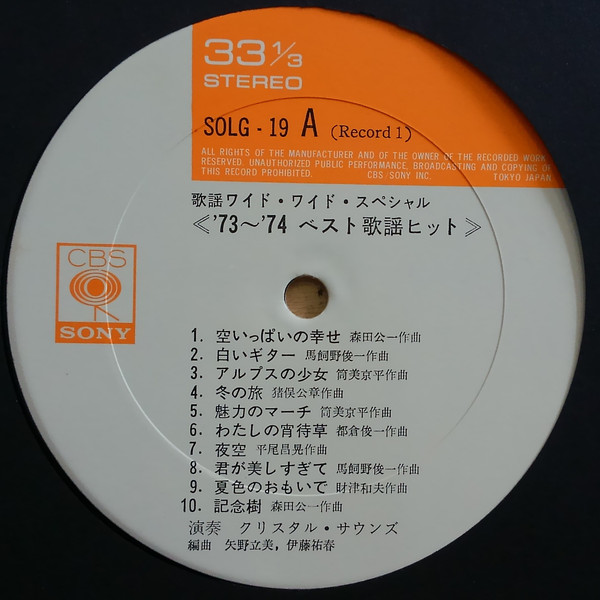 33 1/3
STEREO
SOLG - 19 A (Record 1)
ALL RIGHTS OF THE MANUFACTURER AND OF THE OWNER OF THE RECORDED WORK
RESERVED. UNAUTHORIZED PUBLIC PERFORMANCE, BROADCASTING AND COPYING OF
THIS RECORD PROHIBITED. CBS/SONY INC. TOKYO JAPAN
歌謡ワイド・ワイド・スペシャル
≪'73〜'74 ベスト歌謡ヒット≫
CBS
SONY
1. 空いっぱいの幸せ 森田公一作曲
2. 白いギター 馬飼野俊一作曲
3. アルプスの少女 筒美京平作曲
4. 冬の旅 猪俣公章作曲
5. 魅力のマーチ 筒美京平作曲
6. わたしの宵待草 都倉俊一作曲
7. 夜空 平尾昌晃作曲
8. 君が美しすぎて 馬飼野俊一作曲
9. 夏色のおもいで 財津和夫作曲
10. 記念樹 森田公一作曲
演奏 クリスタル・サウンズ
編曲 矢野立美, 伊藤祐春